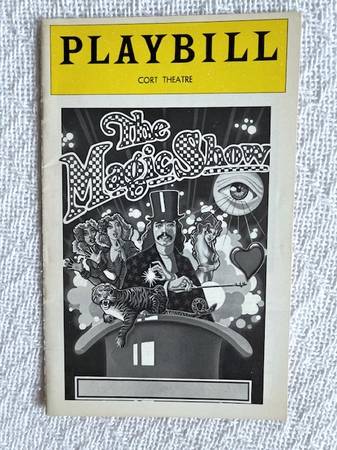 PLAYBILL
CORT THEATRE
The
Magic Show